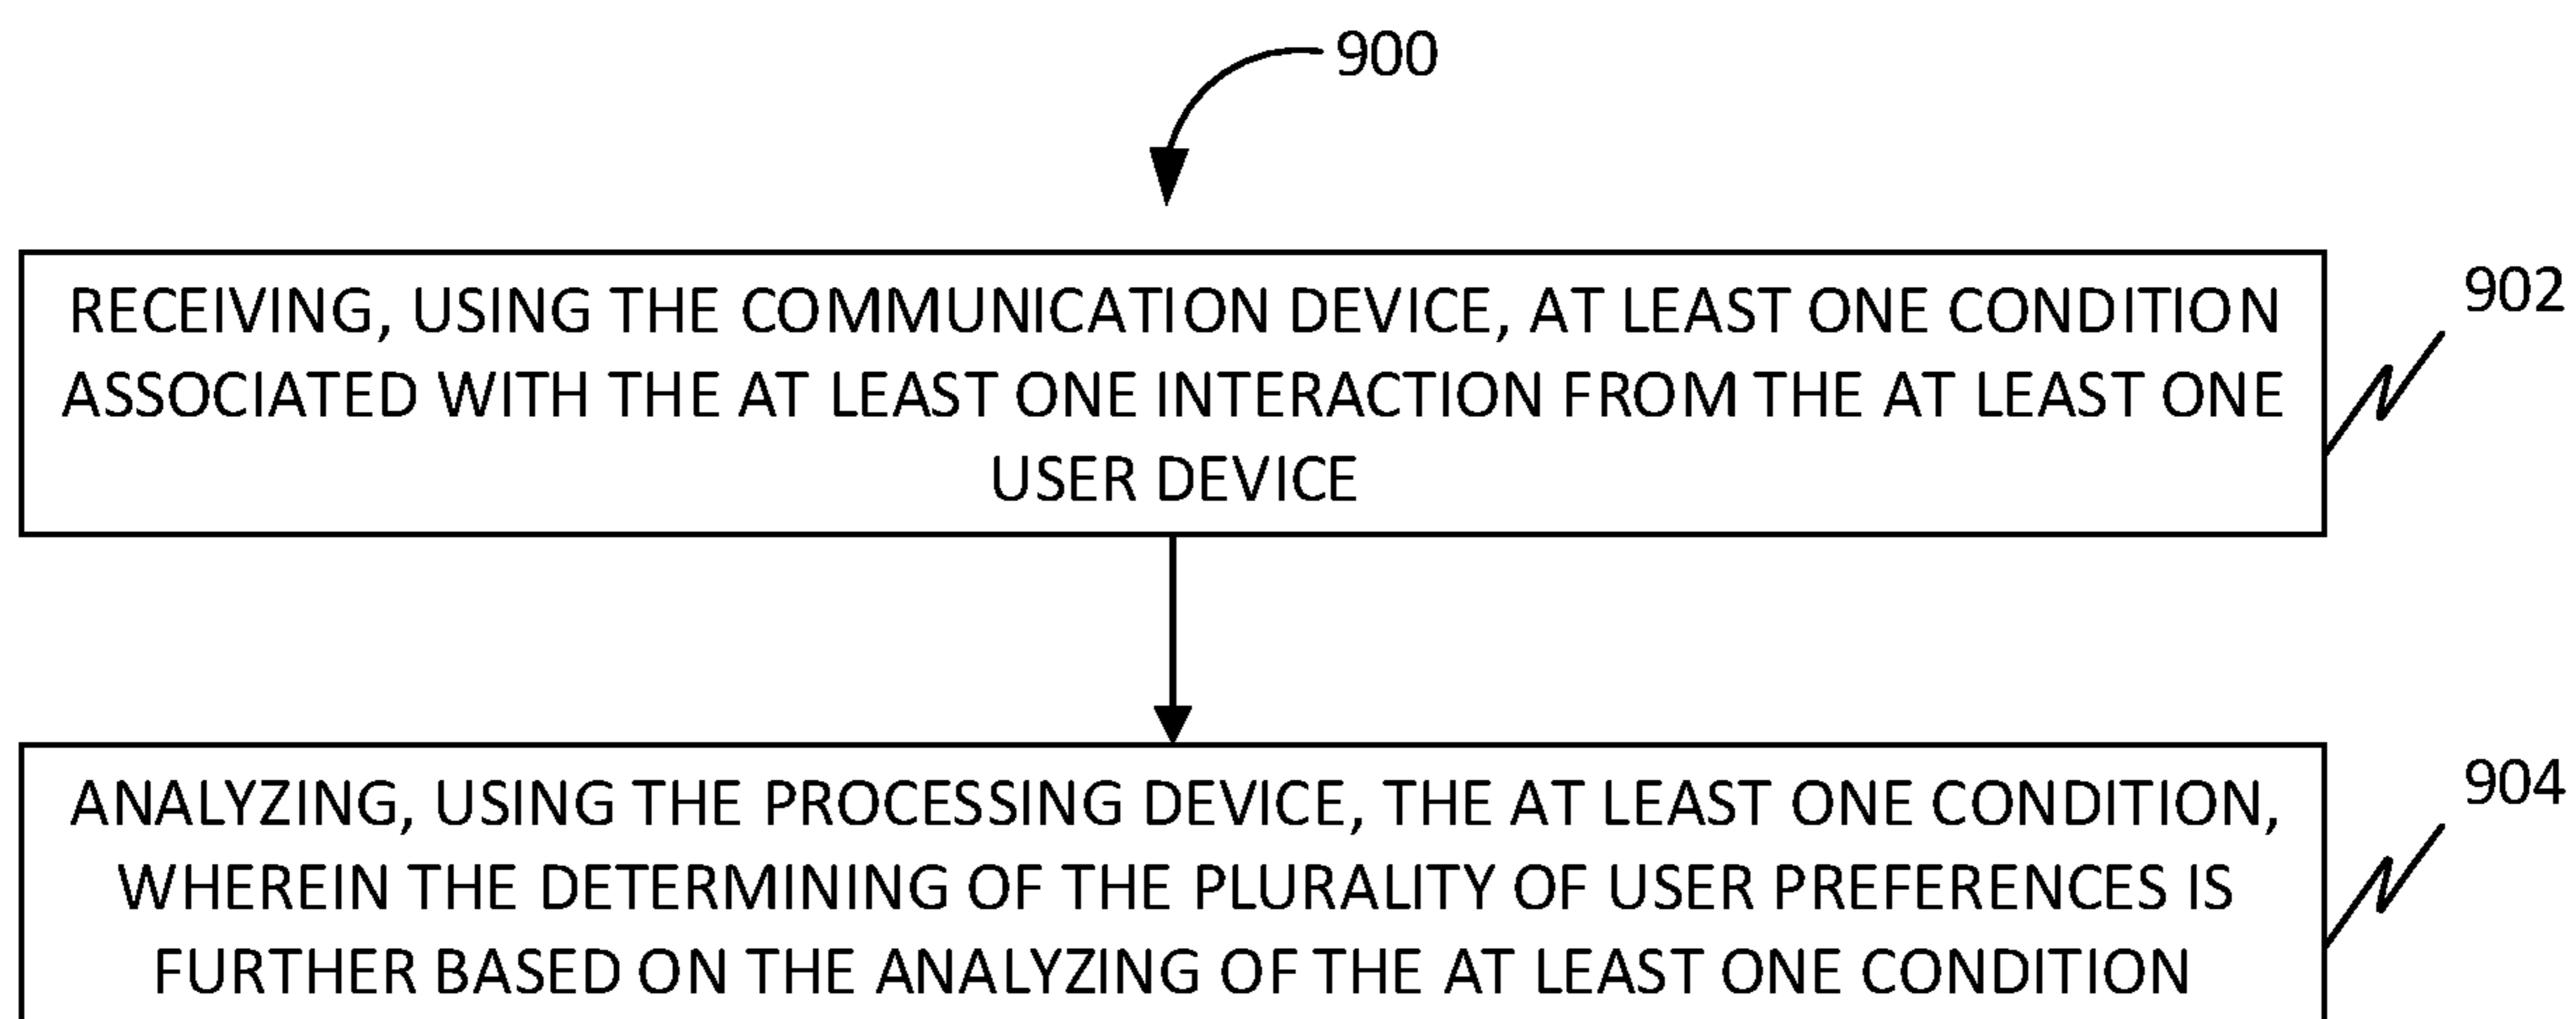 900
902
RECEIVING, USING THE COMMUNICATION DEVICE, AT LEAST ONE CONDITION
ASSOCIATED WITH THE AT LEAST ONE INTERACTION FROM THE AT LEAST ONE
USER DEVICE
904
ANALYZING, USING THE PROCESSING DEVICE, THE AT LEAST ONE CONDITION,
WHEREIN THE DETERMINING OF THE PLURALITY OF USER PREFERENCES IS
FURTHER BASED ON THE ANALYZING OF THE AT LEAST ONE CONDITION